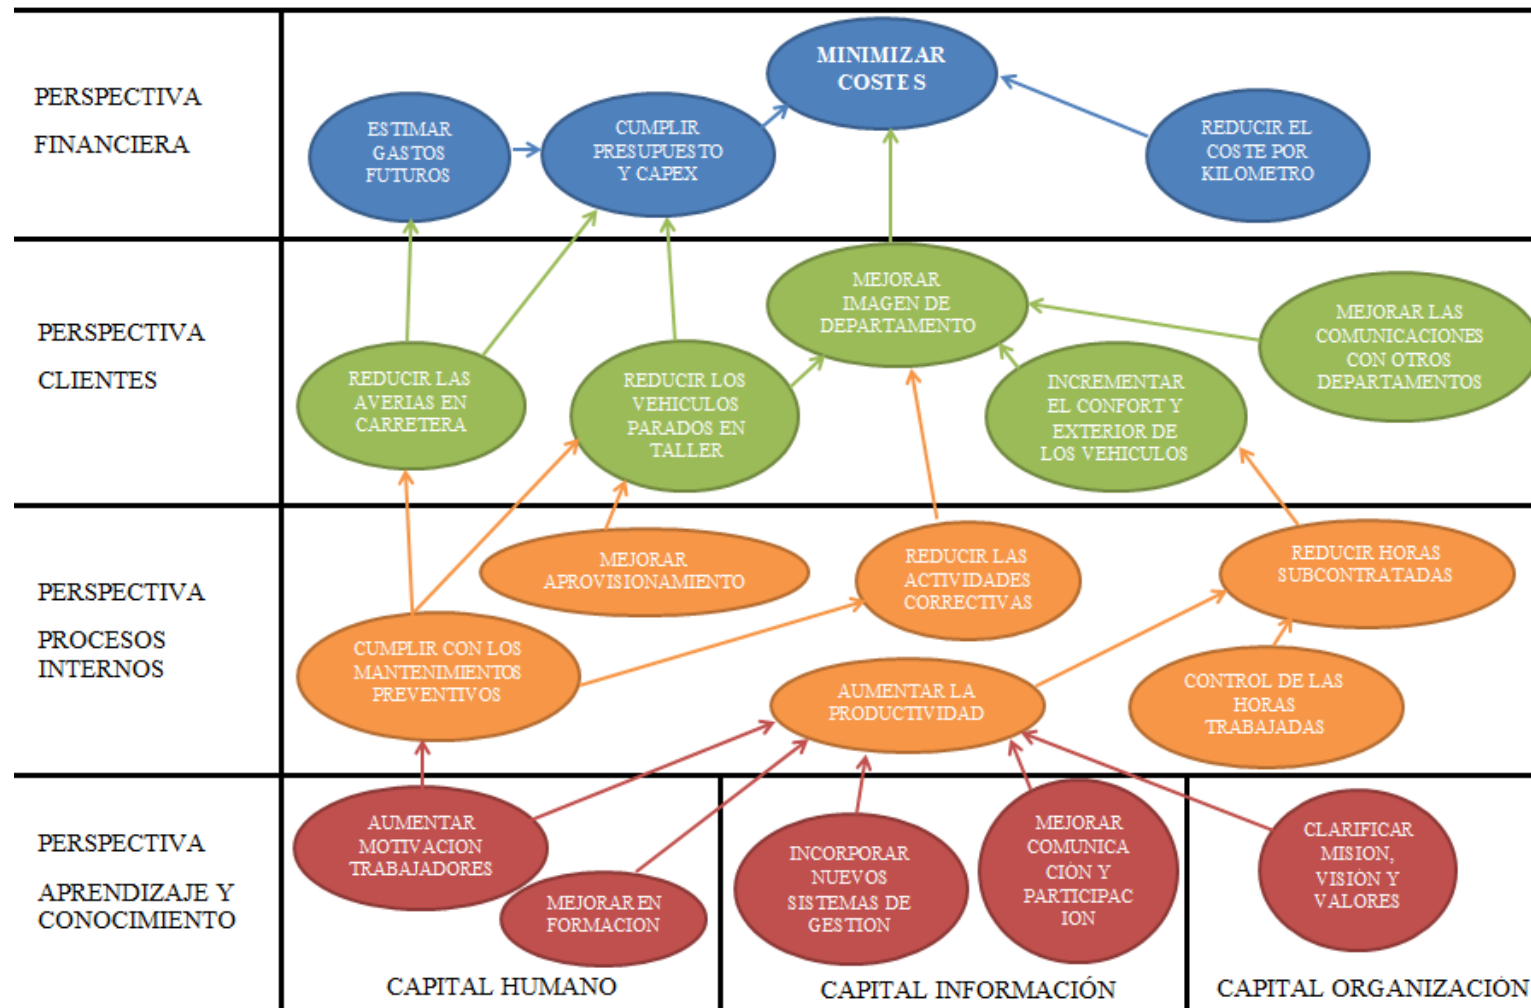 PERSPECTIVA
FINANCIERA
MINIMIZAR
COSTES
ESTIMAR
GASTOS
FUTUROS
CUMPLIR
PRESUPUESTO
Y CAPEX
REDUCIR EL
COSTE POR
KILOMETRO
PERSPECTIVA
CLIENTES
MEJORAR
IMAGEN DE
DEPARTAMENTO
MEJORAR LAS
COMUNICACIONES
CON OTROS
DEPARTAMENTOS
REDUCIR LAS
AVERIAS EN
CARRETERA
REDUCIR LOS
VEHICULOS
PARADOS EN
TALLER
INCREMENTAR
EL CONFORT Y
EXTERIOR DE
LOS VEHICULOS
PERSPECTIVA
PROCESOS
INTERNOS
MEJORAR
APROVISIONAMIENTO
REDUCIR LAS
ACTIVIDADES
CORRECTIVAS
REDUCIR HORAS
SUBCONTRATADAS
CUMPLIR CON LOS
MANTENIMIENTOS
PREVENTIVOS
AUMENTAR LA
PRODUCTIVIDAD
CONTROL DE LAS
HORAS
TRABAJADAS
PERSPECTIVA
APRENDIZAJE Y
CONOCIMIENTO
AUMENTAR
MOTIVACION
TRABAJADORES
MEJORAR EN
FORMACION
INCORPORAR
NUEVOS
SISTEMAS DE
GESTION
MEJORAR
COMUNICA
CIÓN Y
PARTICIPAC
ION
CLARIFICAR
MISION,
VISIÓN Y
VALORES
CAPITAL HUMANO
CAPITAL INFORMACIÓN
CAPITAL ORGANIZACIÓN